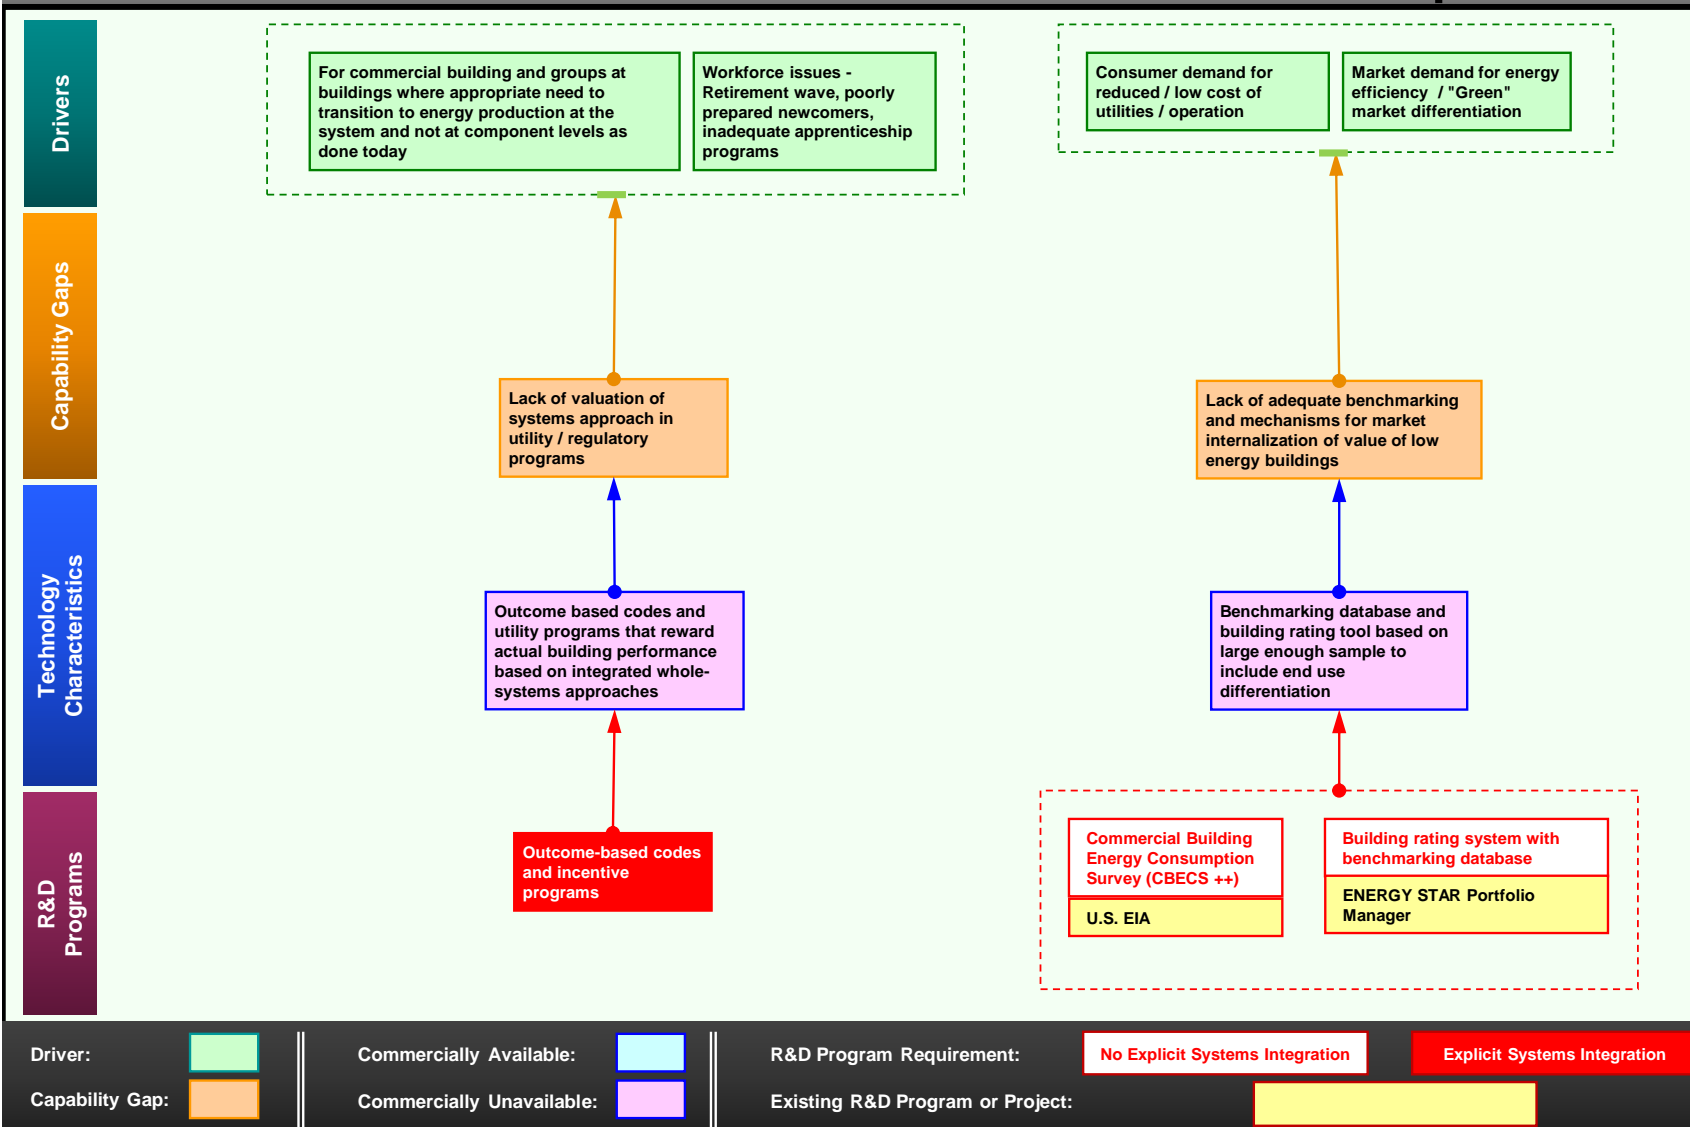 Drivers
For commercial building and groups at
buildings where appropriate need to
transition to energy production at the
system and not at component levels as
done today
Workforce issues -
Retirement wave, poorly
prepared newcomers,
inadequate apprenticeship
programs
Consumer demand for
reduced / low cost of
utilities / operation
Market demand for energy
efficiency / "Green"
market differentiation
Capability Gaps
Lack of valuation of
systems approach in
utility / regulatory
programs
Lack of adequate benchmarking
and mechanisms for market
internalization of value of low
energy buildings
Technology
Characteristics
Outcome based codes and
utility programs that reward
actual building performance
based on integrated whole-
systems approaches
Benchmarking database and
building rating tool based on
large enough sample to
include end use
differentiation
R&D
Programs
Outcome-based codes
and incentive
programs
Commercial Building
Energy Consumption
Survey (CBECS ++)
U.S. EIA
Building rating system with
benchmarking database
ENERGY STAR Portfolio
Manager
Driver:
Capability Gap:
Commercially Available:
Commercially Unavailable:
R&D Program Requirement:
No Explicit Systems Integration
Explicit Systems Integration
Existing R&D Program or Project: